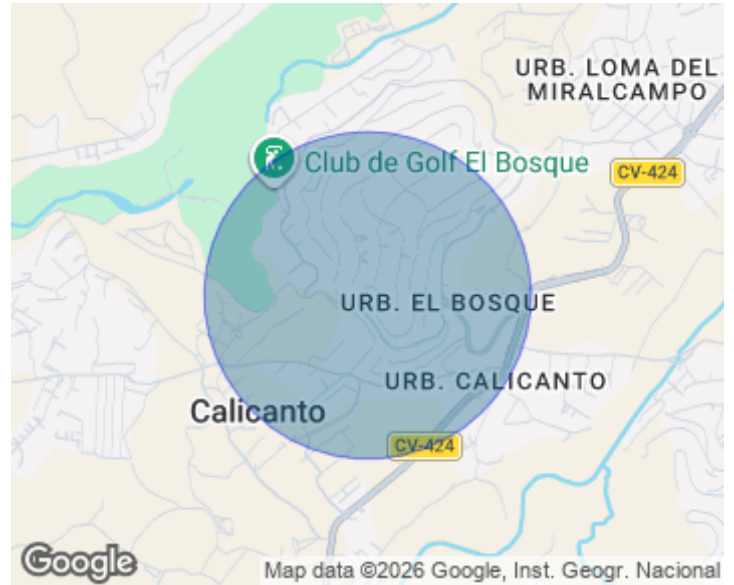 URB. LOMA DEL
MIRALCAMPO
Club de Golf El Bosque
CV-424
URB. EL BOSQUE
URB. CALICANTO
Calicanto
CV-424
Google
Map data ©2026 Google, Inst. Geogr. Nacional